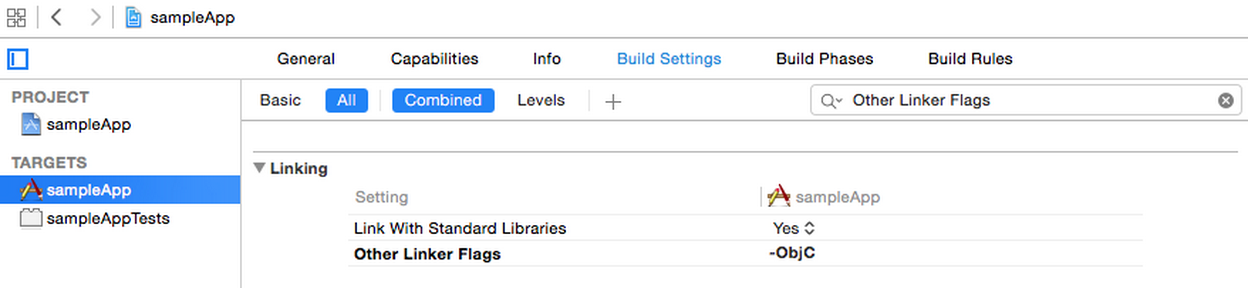 sampleApp
General Capabilities Info Build Settings Build Phases Build Rules
PROJECT
sampleApp
TARGETS
sampleApp
sampleAppTests
Basic All Combined Levels + Other Linker Flags
Linking
Setting sampleApp
Link With Standard Libraries Yes
Other Linker Flags -ObjC